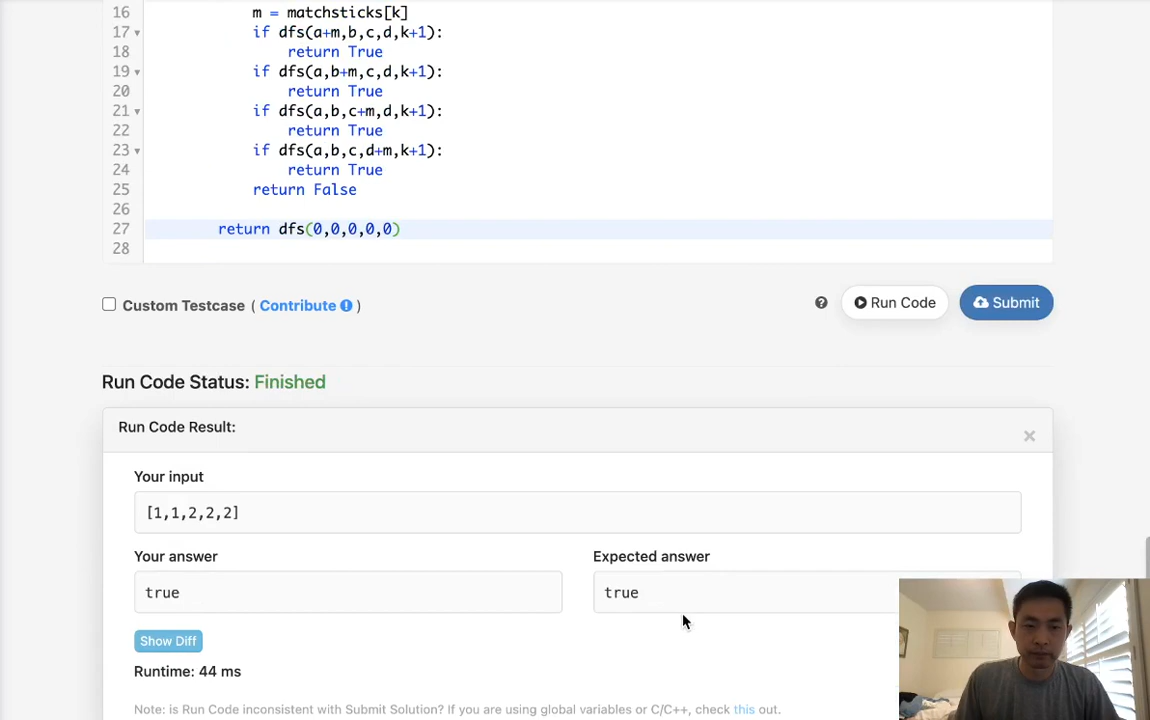 16 m = matchsticks[k]
17 if dfs(a+m,b,c,d,k+1):
18 return True
19 if dfs(a,b+m,c,d,k+1):
20 return True
21 if dfs(a,b,c+m,d,k+1):
22 return True
23 if dfs(a,b,c,d+m,k+1):
24 return True
25 return False
26
27 return dfs(0,0,0,0,0)
28
Custom Testcase ( Contribute )
? Run Code Submit
Run Code Status: Finished
Run Code Result: ×
Your input
[1,1,2,2,2]
Your answer Expected answer
true true
Show Diff
Runtime: 44 ms
Note: is Run Code inconsistent with Submit Solution? If you are using global variables or C/C++, check this out.